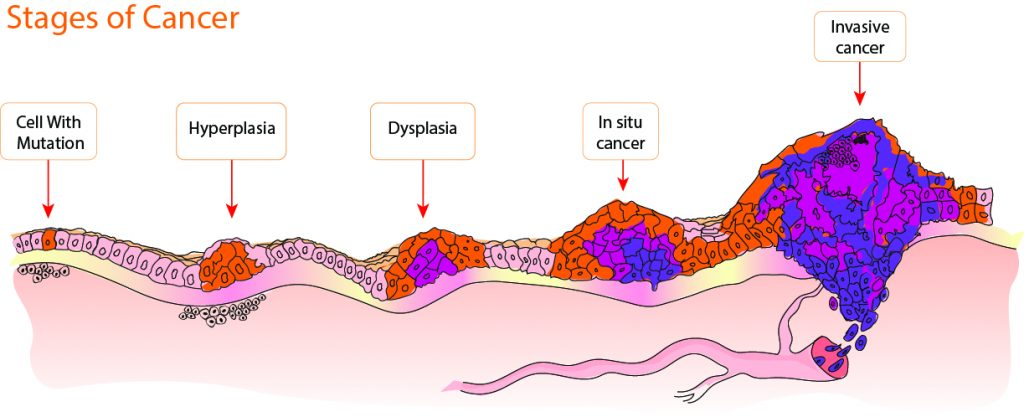 Stages of Cancer
Cell With
Mutation
Hyperplasia
Dysplasia
In situ
cancer
Invasive
cancer